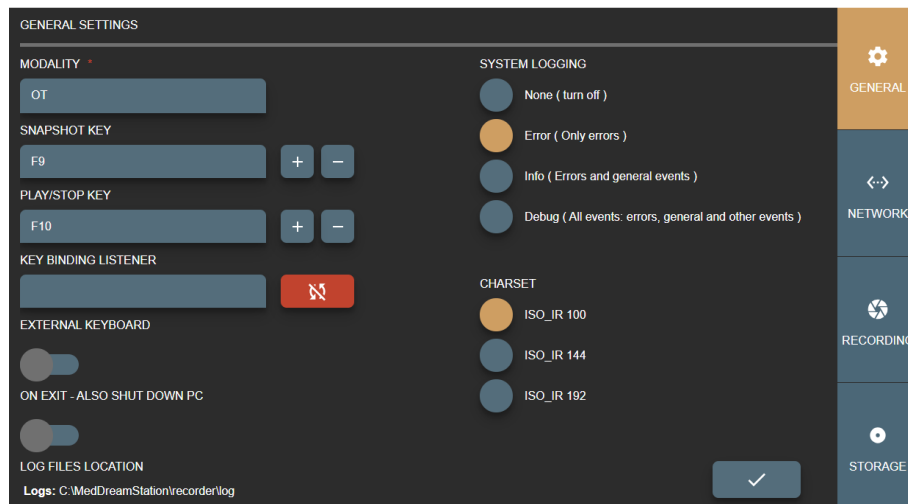 GENERAL SETTINGS
MODALITY *
OT
SNAPSHOT KEY
F9
+ −
PLAY/STOP KEY
F10
+ −
KEY BINDING LISTENER
EXTERNAL KEYBOARD
ON EXIT - ALSO SHUT DOWN PC
LOG FILES LOCATION
Logs: C:\MedDreamStation\recorder\log
SYSTEM LOGGING
None ( turn off )
Error ( Only errors )
Info ( Errors and general events )
Debug ( All events: errors, general and other events )
CHARSET
ISO_IR 100
ISO_IR 144
ISO_IR 192
GENERAL
NETWORK
RECORDING
STORAGE